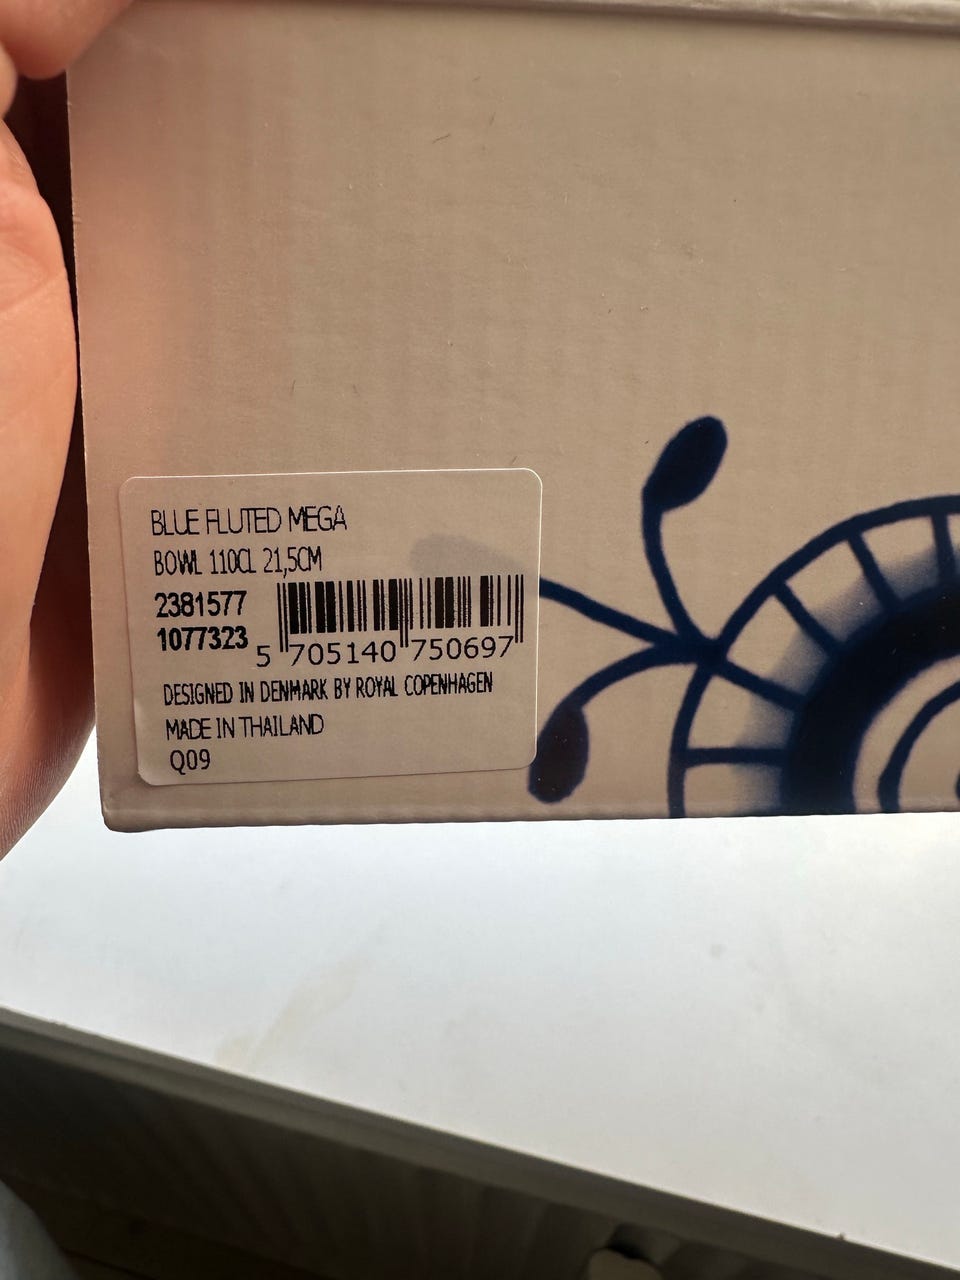 BLUE FLUTED MEGA
BOWL 110CL 21,5CM
2381577
1077323
5 705140 750697
DESIGNED IN DENMARK BY ROYAL COPENHAGEN
MADE IN THAILAND
Q09